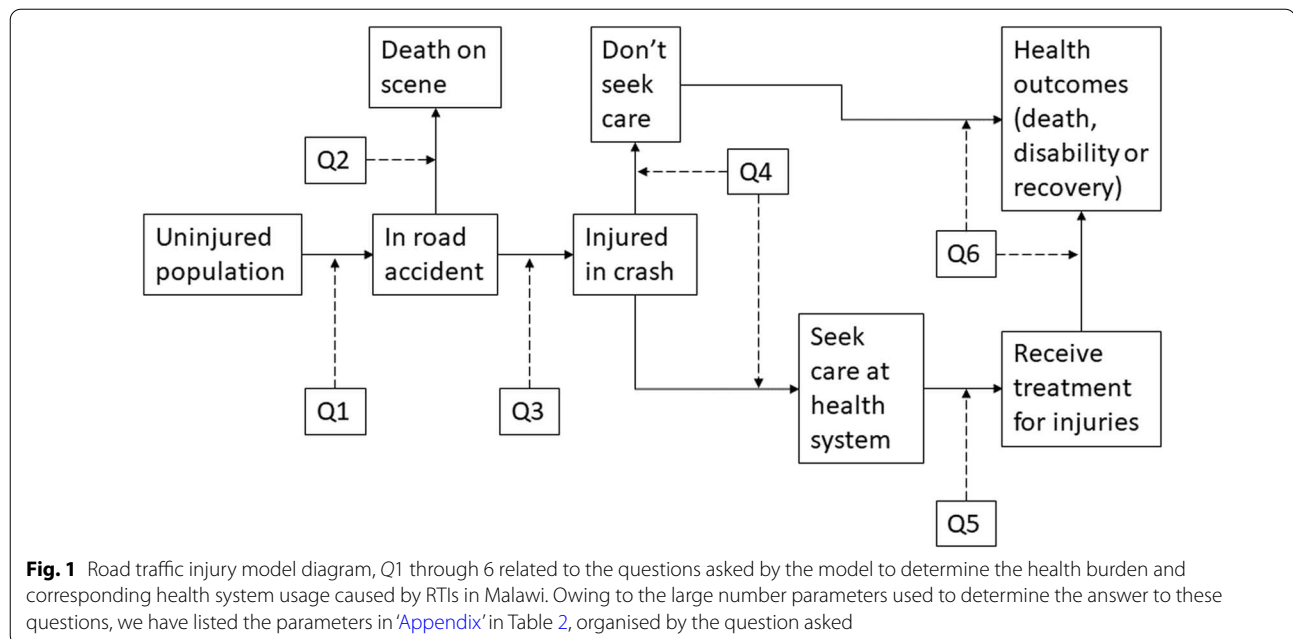 Death on
scene
Don't
seek
care
Health
outcomes
(death,
disability or
recovery)
Q2
Q4
Uninjured
population
In road
accident
Injured
in crash
Q6
Seek
care at
health
system
Receive
treatment
for injuries
Q1
Q3
Q5
Fig. 1 Road traffic injury model diagram, Q1 through 6 related to the questions asked by the model to determine the health burden and
corresponding health system usage caused by RTIs in Malawi. Owing to the large number parameters used to determine the answer to these
questions, we have listed the parameters in 'Appendix' in Table 2, organised by the question asked